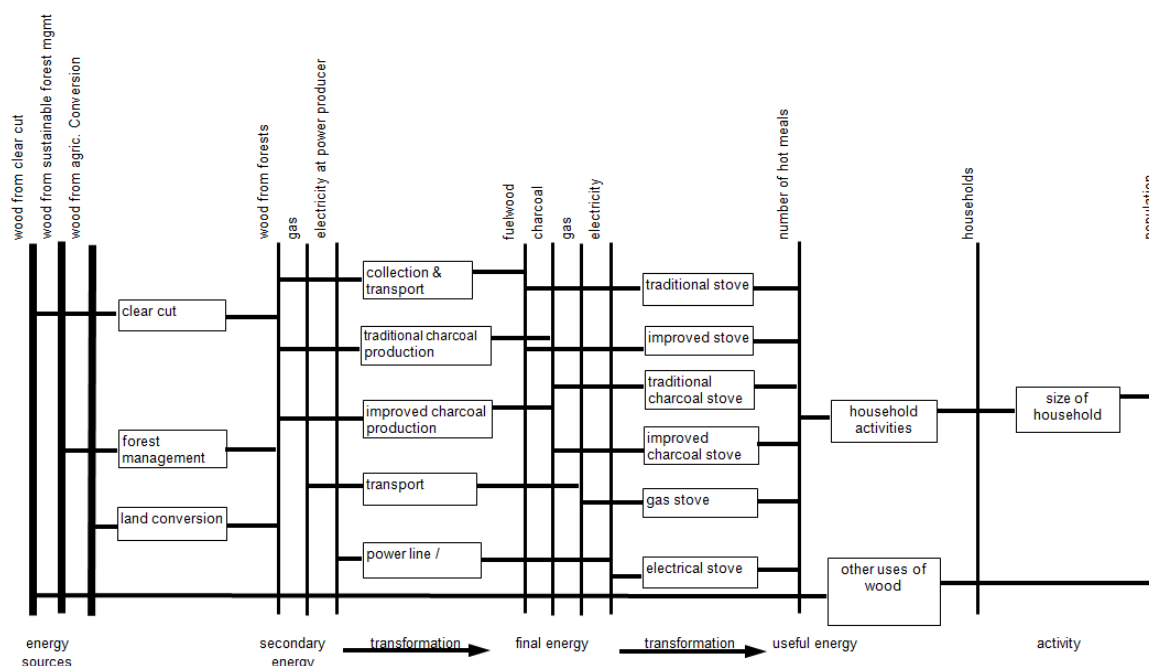 wood from clear cut
wood from sustainable forest mgmt
wood from agric. Conversion
wood from forests
gas
electricity at power producer
fuelwood
charcoal
gas
electricity
number of hot meals
households
population
clear cut
forest
management
land conversion
collection &
transport
traditional charcoal
production
improved charcoal
production
transport
power line /
traditional stove
improved stove
traditional
charcoal stove
improved
charcoal stove
gas stove
electrical stove
household
activities
other uses of
wood
size of
household
energy
sources
secondary
energy
transformation
final energy
transformation
useful energy
activity